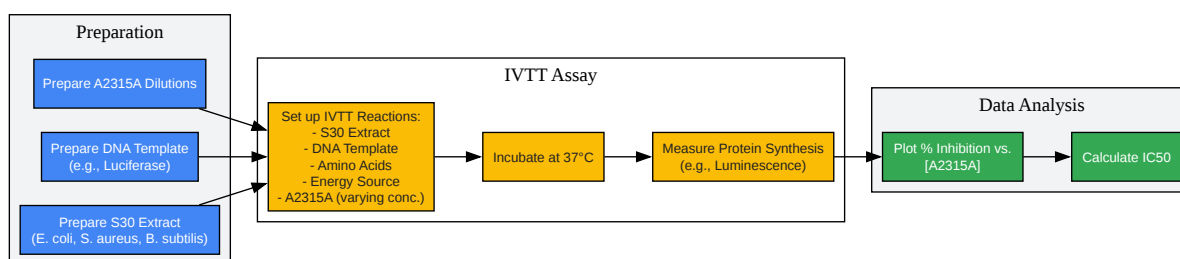 Preparation
Prepare A2315A Dilutions
Prepare DNA Template
(e.g., Luciferase)
Prepare S30 Extract
(E. coli, S. aureus, B. subtilis)
IVTT Assay
Set up IVTT Reactions:
- S30 Extract
- DNA Template
- Amino Acids
- Energy Source
- A2315A (varying conc.)
Incubate at 37°C
Measure Protein Synthesis
(e.g., Luminescence)
Data Analysis
Plot % Inhibition vs.
[A2315A]
Calculate IC50